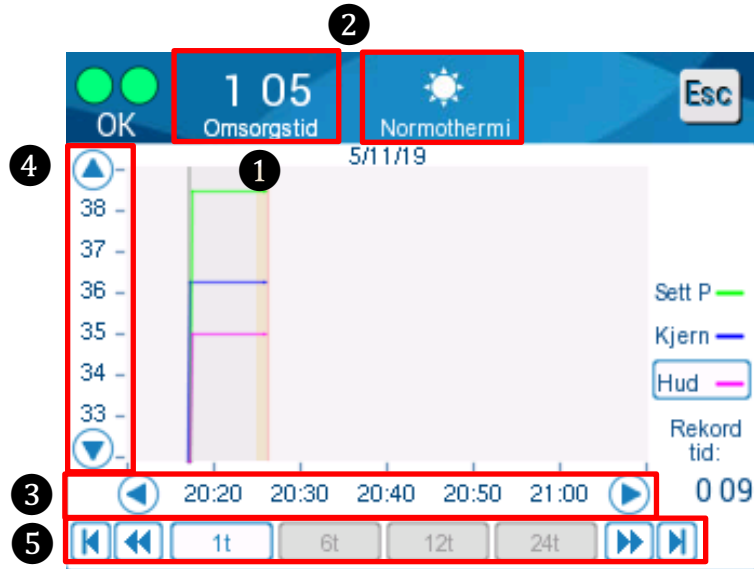 2
OK
1 05
Omsorgstid
Normothermi
Esc
4
1
5/11/19
38
37
36
35
34
33
Sett P
Kjern
Hud
Rekord
tid:
0 09
3
20:20 20:30 20:40 20:50 21:00
5
1t 6t 12t 24t